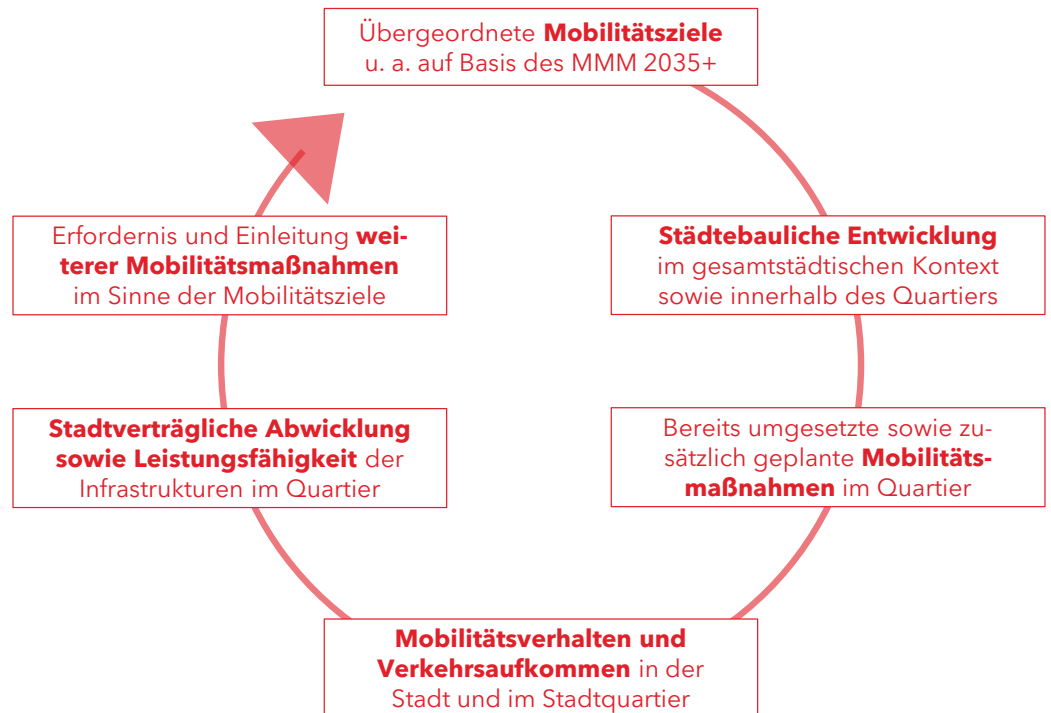 Übergeordnete Mobilitätsziele
u. a. auf Basis des MMM 2035+
Städtebauliche Entwicklung
im gesamtstädtischen Kontext
sowie innerhalb des Quartiers
Bereits umgesetzte sowie zu-
sätzlich geplante Mobilitäts-
maßnahmen im Quartier
Mobilitätsverhalten und
Verkehrsaufkommen in der
Stadt und im Stadtquartier
Stadtverträgliche Abwicklung
sowie Leistungsfähigkeit der
Infrastrukturen im Quartier
Erfordernis und Einleitung wei-
terer Mobilitätsmaßnahmen
im Sinne der Mobilitätsziele